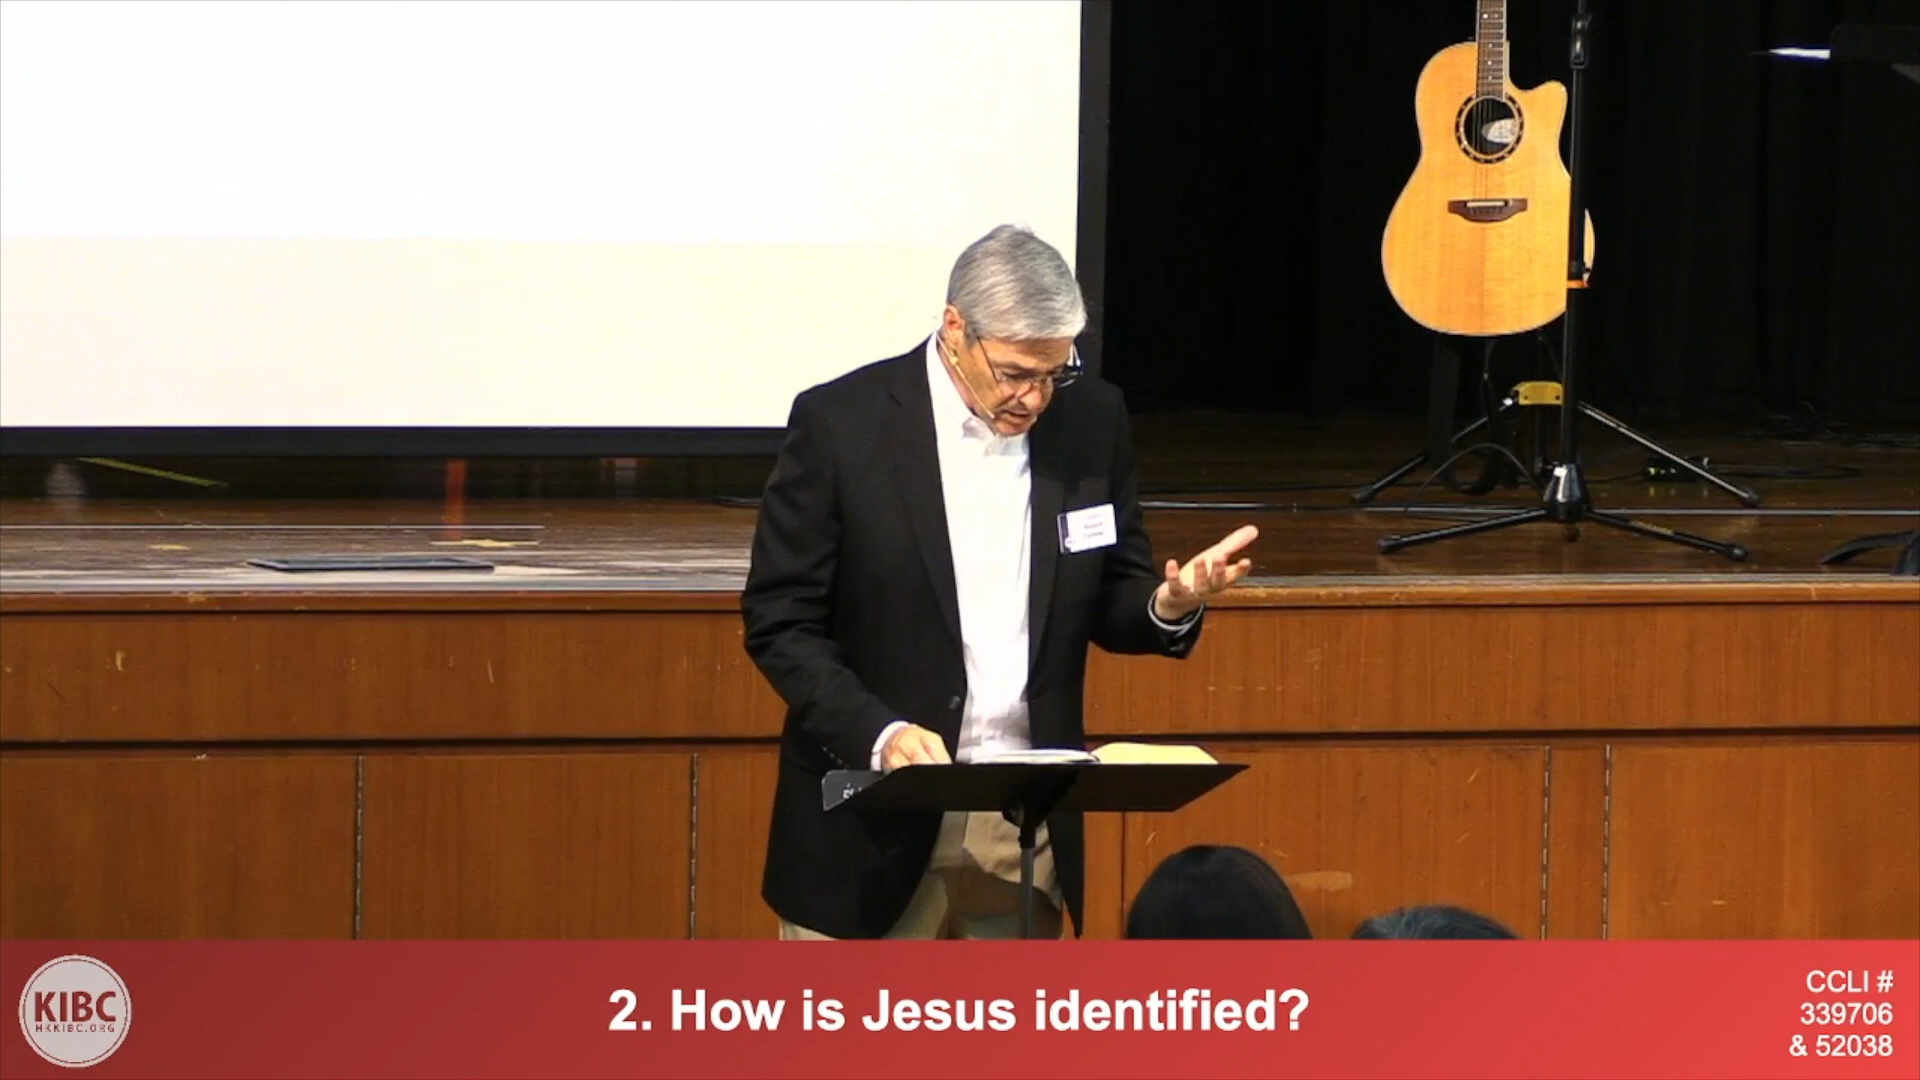 KIBC
HKKIBC.ORG
2. How is Jesus identified?
CCLI #
339706
& 52038